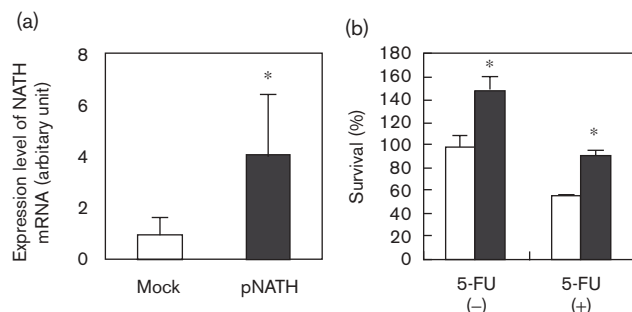 (a)
Expression level of NATH
mRNA (arbitary unit)
8
6
4
2
0
*
Mock
pNATH
(b)
Survival (%)
180
160
140
120
100
80
60
40
20
0
*
*
5-FU
(–)
5-FU
(+)